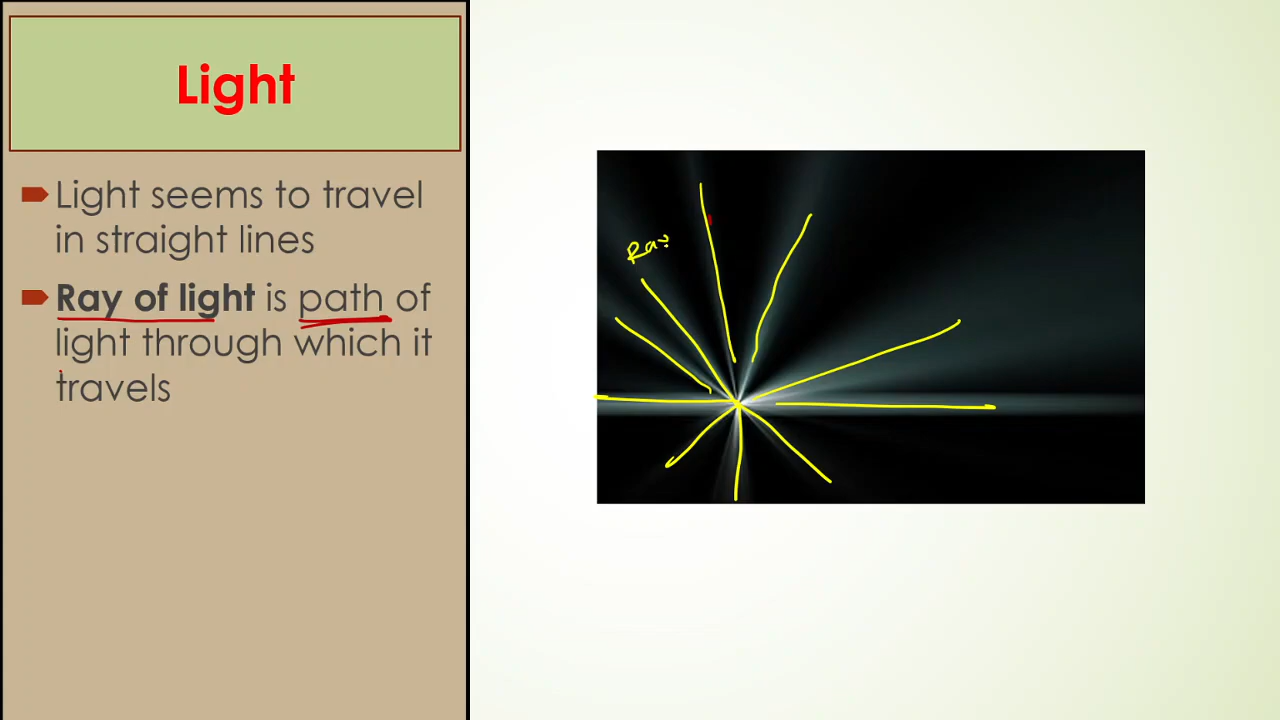 Light
Light seems to travel
in straight lines
Ray of light is path of
light through which it
travels
Ray